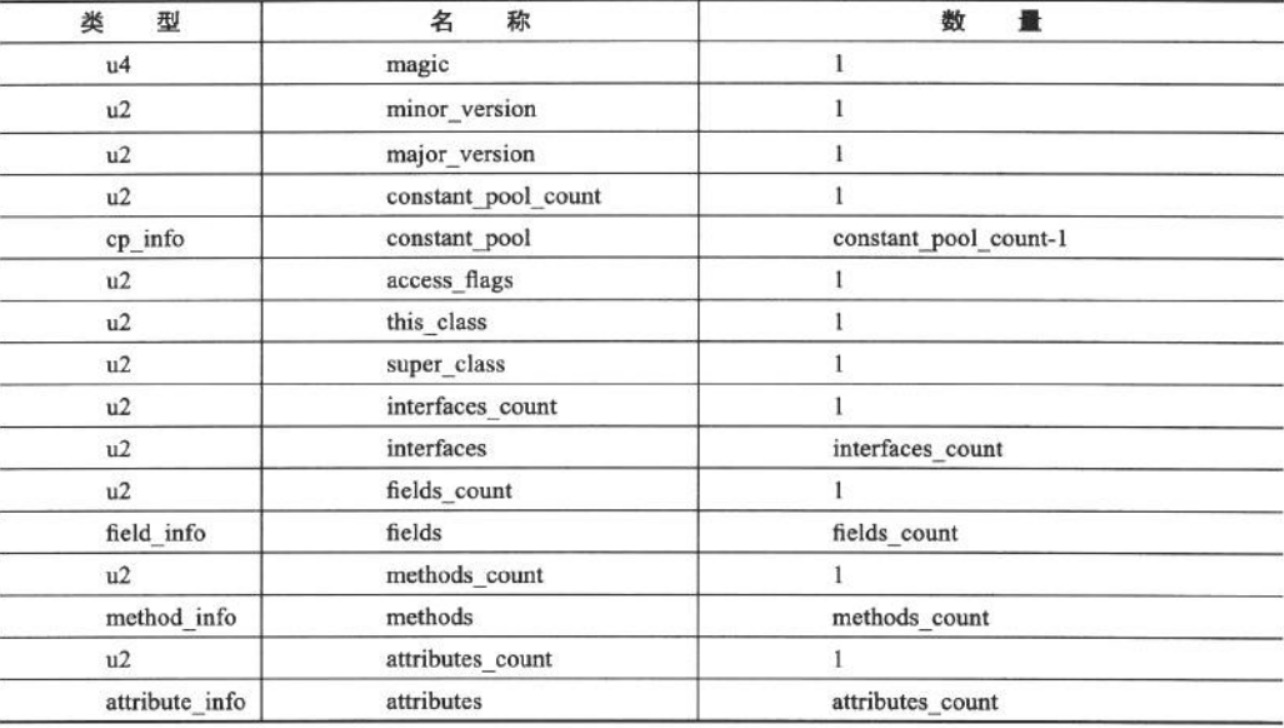 类 型 名 称 数 量
u4 magic 1
u2 minor_version 1
u2 major_version 1
u2 constant_pool_count 1
cp_info constant_pool constant_pool_count-1
u2 access_flags 1
u2 this_class 1
u2 super_class 1
u2 interfaces_count 1
u2 interfaces interfaces_count
u2 fields_count 1
field_info fields fields_count
u2 methods_count 1
method_info methods methods_count
u2 attributes_count 1
attribute_info attributes attributes_count